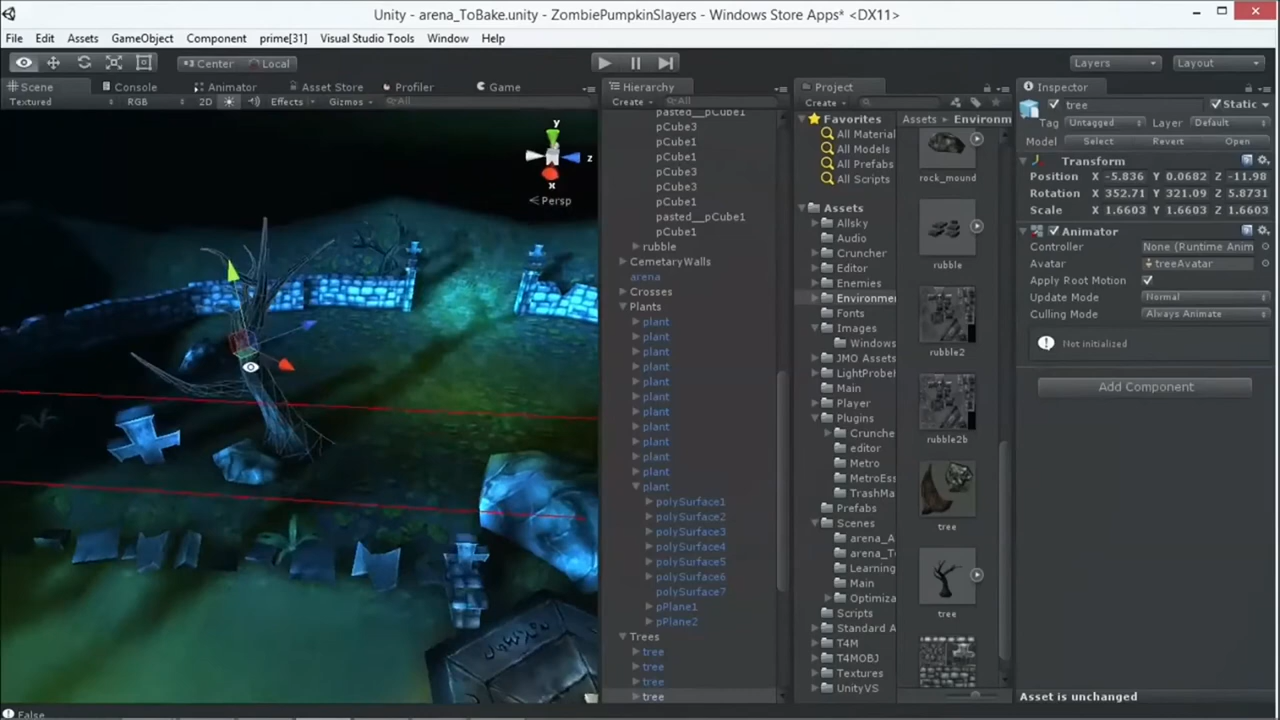 Unity - arena_ToBake.unity - ZombiePumpkinSlayers - Windows Store Apps* <DX11>
File Edit Assets GameObject Component prime[31] Visual Studio Tools Window Help
Center Local Layers Layout
Scene Console Animator Asset Store Profiler Game
Textured RGB 2D Effects Gizmos All
y
z
x
Persp
Hierarchy
Create All
pasted__pCube1
pCube3
pCube1
pCube1
pCube3
pCube3
pCube1
pasted__pCube1
pCube1
rubble
CemetaryWalls
arena
Crosses
Plants
plant
plant
plant
plant
plant
plant
plant
plant
plant
plant
plant
plant
polySurface1
polySurface2
polySurface3
polySurface4
polySurface5
polySurface6
polySurface7
pPlane1
pPlane2
Trees
tree
tree
tree
tree
Project
Create
Favorites
All Material
All Models
All Prefabs
All Scripts
Assets
Allsky
Audio
Cruncher
Editor
Enemies
Environmen
Fonts
Images
Windows
JMO Assets
LightProbe
Main
Player
Plugins
Crunche
editor
Metro
MetroEss
TrashMa
Prefabs
Scenes
arena_A
arena_T
Learning
Main
Optimiza
Scripts
Standard A
T4M
T4MOBJ
Textures
UnityVS
Assets Environm
rock_mound
rubble
rubble2
rubble2b
tree
tree
Inspector
tree Static
Tag Untagged Layer Default
Model Select Revert Open
Transform
Position X -5.836 Y 0.0682 Z -11.98
Rotation X 352.71 Y 321.09 Z 5.8731
Scale X 1.6603 Y 1.6603 Z 1.6603
Animator
Controller None (Runtime Anim
Avatar treeAvatar
Apply Root Motion
Update Mode Normal
Culling Mode Always Animate
Not initialized
Add Component
Asset is unchanged
False